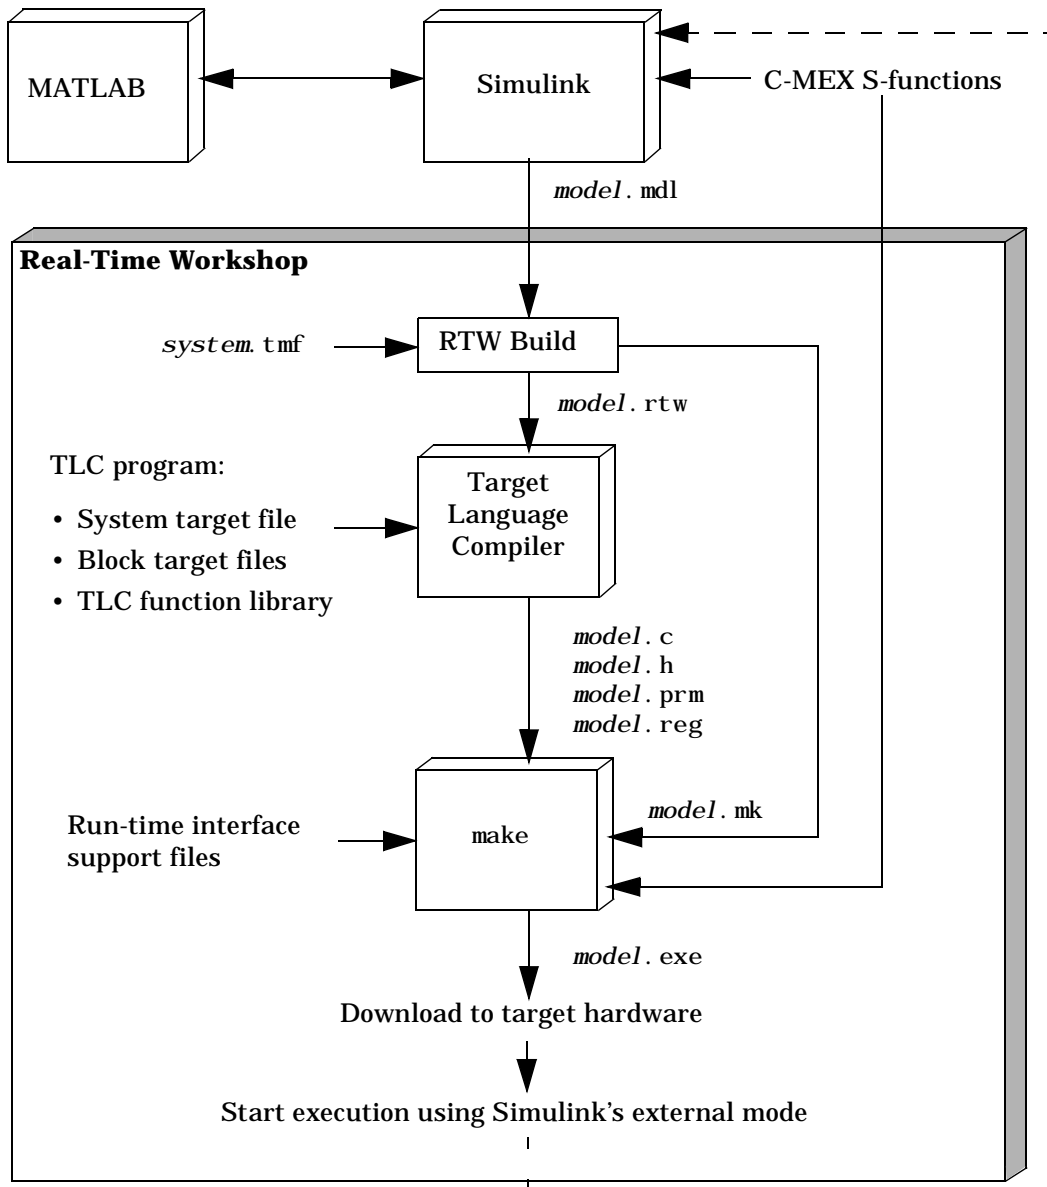 MATLAB
Simulink
C-MEX S-functions
model.mdl
Real-Time Workshop
system.tmf
RTW Build
model.rtw
TLC program:
• System target file
• Block target files
• TLC function library
Target
Language
Compiler
model.c
model.h
model.prm
model.reg
Run-time interface
support files
make
model.mk
model.exe
Download to target hardware
Start execution using Simulink's external mode